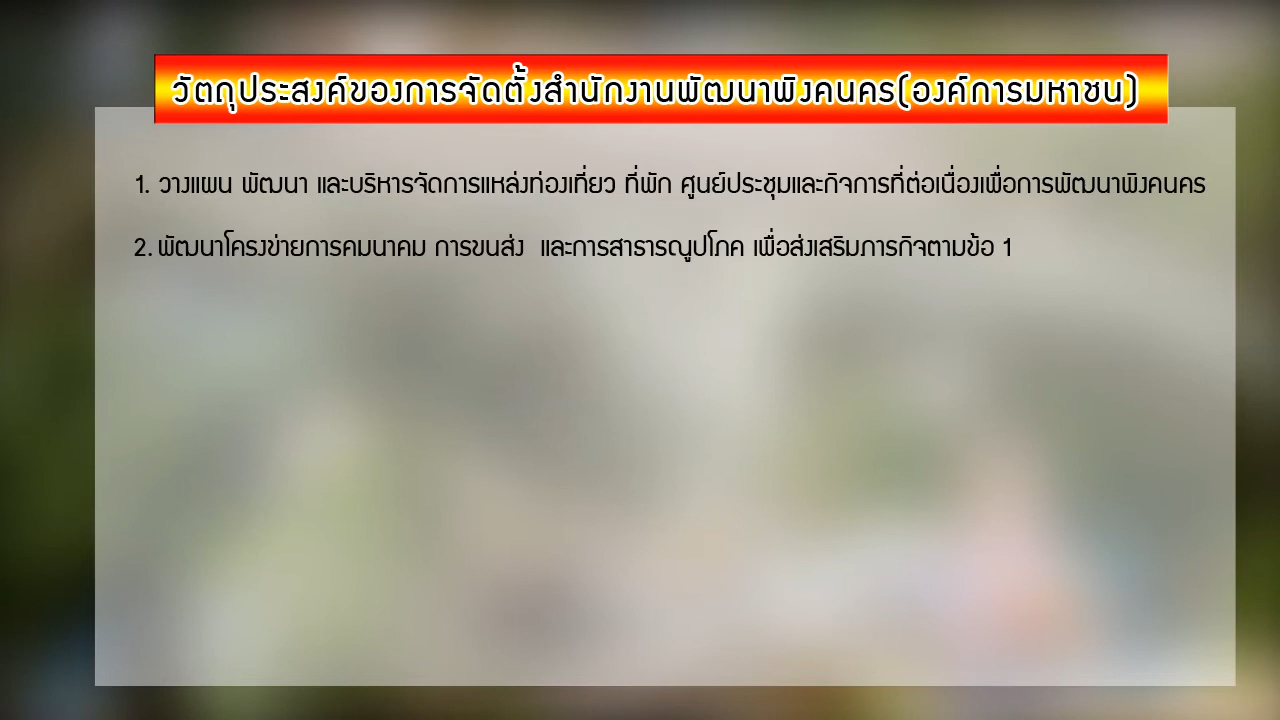 วัตถุประสงค์ของการจัดตั้งสำนักงานพัฒนาพิงคนคร(องค์การมหาชน)
1. วางแผน พัฒนา และบริหารจัดการแหล่งท่องเที่ยว ที่พัก ศูนย์ประชุมและกิจการที่ต่อเนื่องเพื่อการพัฒนาพิงคนคร
2. พัฒนาโครงข่ายการคมนาคม การขนส่ง และการสาธารณูปโภค เพื่อส่งเสริมภารกิจตามข้อ 1